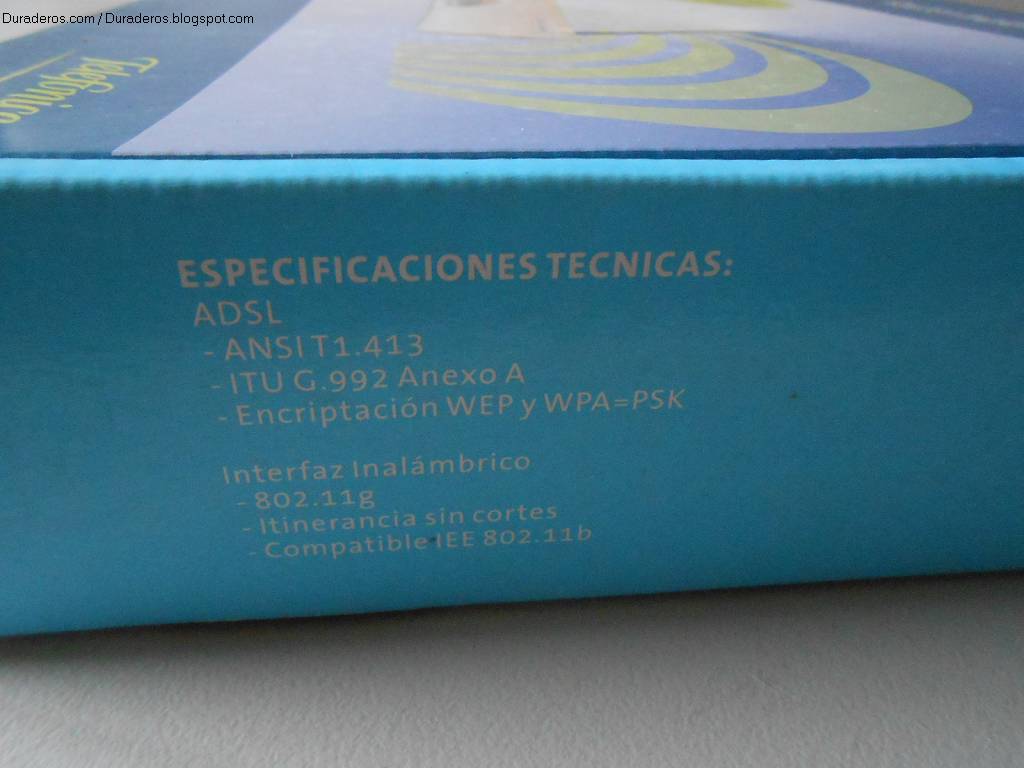 Duraderos.com / Duraderos.blogspot.com
Telefonica
ESPECIFICACIONES TECNICAS:
ADSL
- ANSI T1.413
- ITU G.992 Anexo A
- Encriptación WEP y WPA=PSK
Interfaz Inalámbrico
- 802.11g
- Itinerancia sin cortes
- Compatible IEE 802.11b